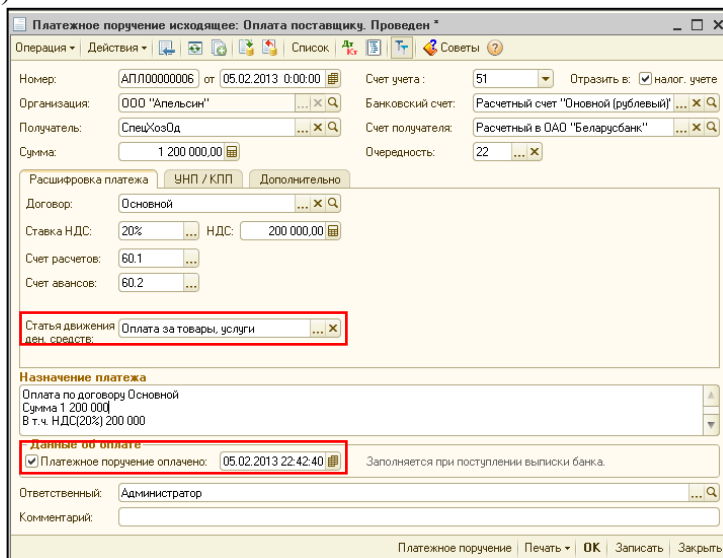 Платежное поручение исходящее: Оплата поставщику. Проведен *
Операция Действия Список Дт Кт Советы
Номер: АПЛ00000006 от 05.02.2013 0:00:00 Счет учета : 51 Отразить в: налог. учете
Организация: ООО "Апельсин" Банковский счет: Расчетный счет "Оновной (рублевый)"
Получатель: СпецХозОд Счет получателя: Расчетный в ОАО "Беларусбанк"
Сумма: 1 200 000,00 Очередность: 22
Расшифровка платежа УНП / КПП Дополнительно
Договор: Основной
Ставка НДС: 20% НДС: 200 000,00
Счет расчетов: 60.1
Счет авансов: 60.2
Статья движения Оплата за товары, услуги
ден. средств:
Назначение платежа
Оплата по договору Основной
Сумма 1 200 000
В т.ч. НДС(20%) 200 000
Данные об оплате
Платежное поручение оплачено: 05.02.2013 22:42:40 Заполняется при поступлении выписки банка.
Ответственный: Администратор
Комментарий:
Платежное поручение Печать OK Записать Закрыть